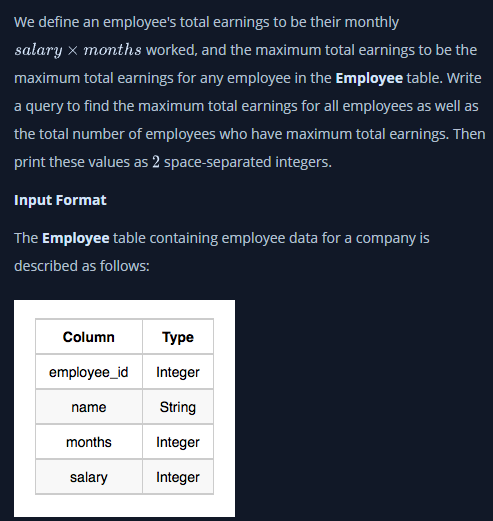 We define an employee's total earnings to be their monthly
salary × months worked, and the maximum total earnings to be the
maximum total earnings for any employee in the Employee table. Write
a query to find the maximum total earnings for all employees as well as
the total number of employees who have maximum total earnings. Then
print these values as 2 space-separated integers.
Input Format
The Employee table containing employee data for a company is
described as follows:
Column Type
employee_id Integer
name String
months Integer
salary Integer